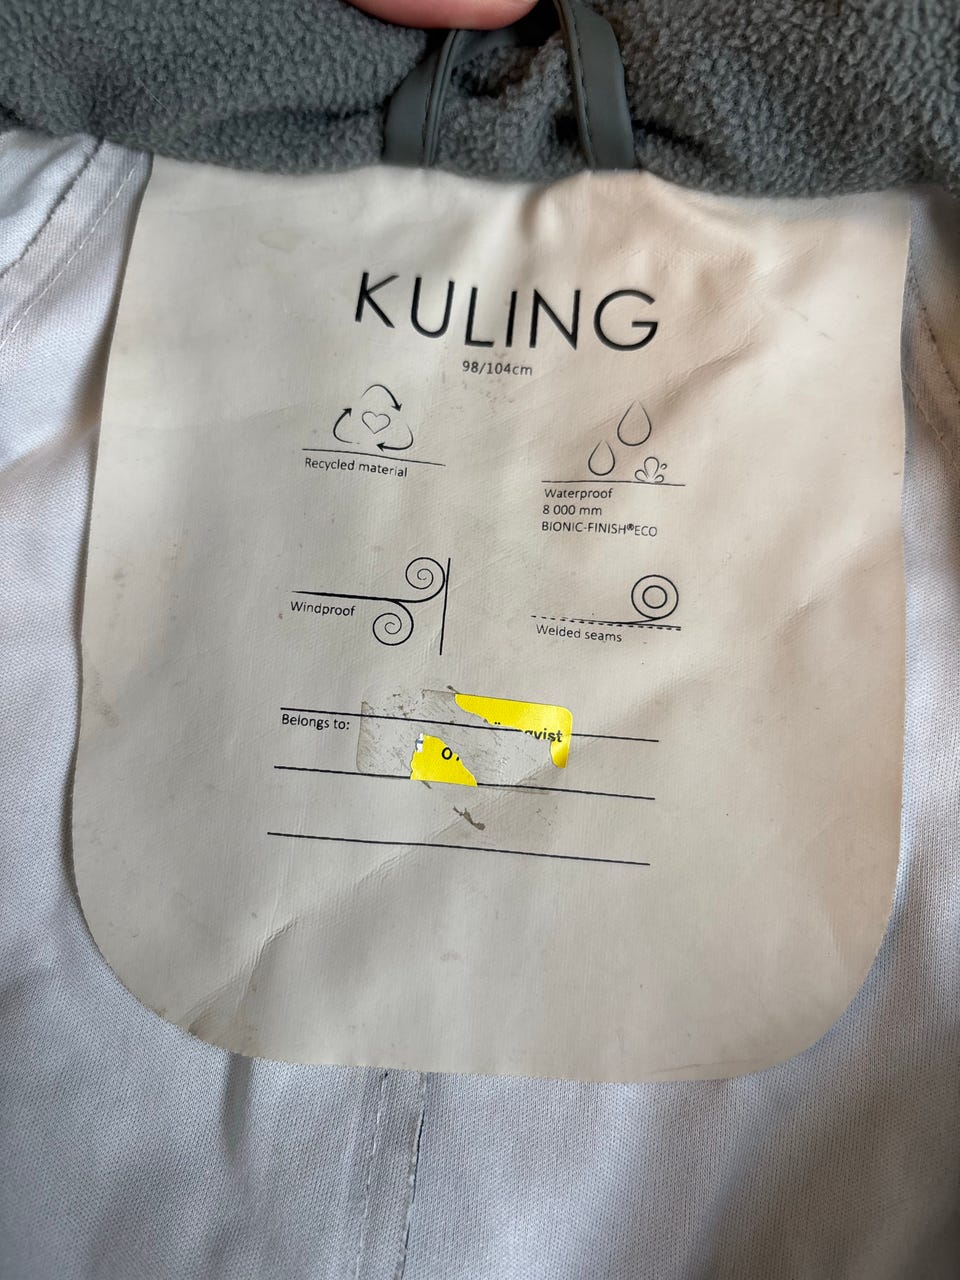 KULING
98/104cm
Recycled material
Waterproof
8 000 mm
BIONIC-FINISH®ECO
Windproof
Welded seams
Belongs to: